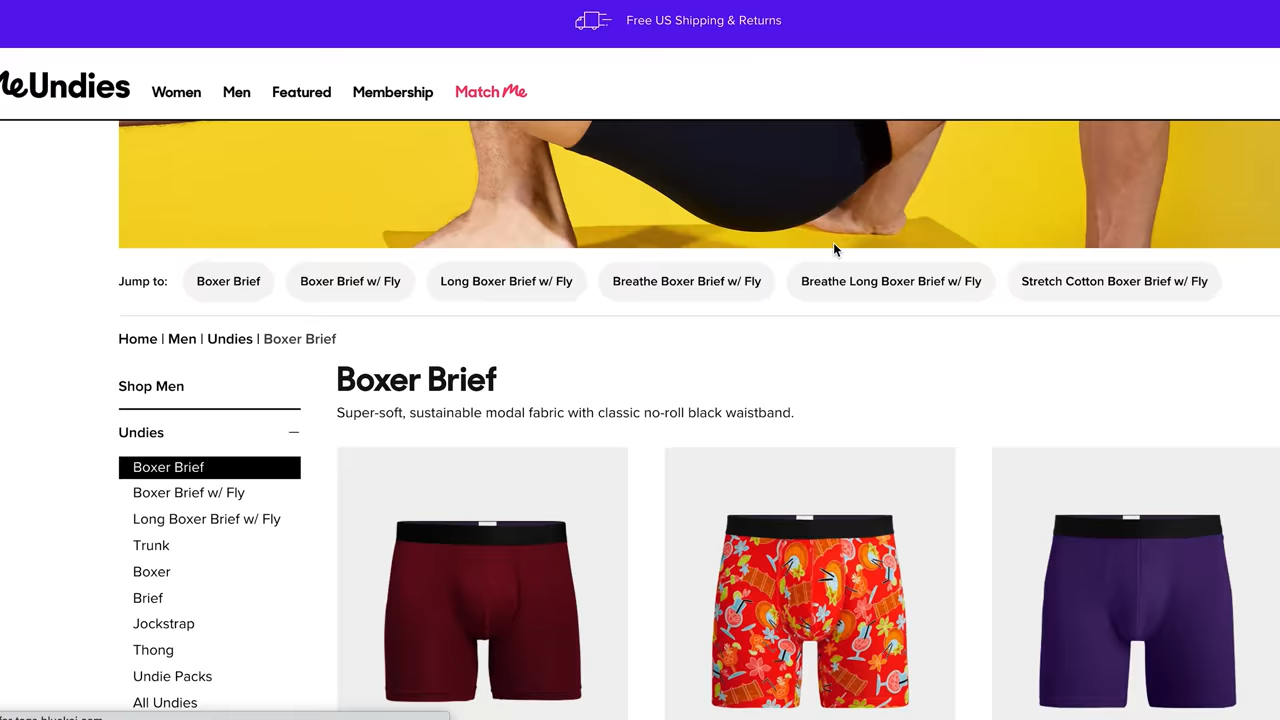 Free US Shipping & Returns
MeUndies
Women Men Featured Membership Match Me
Jump to: Boxer Brief Boxer Brief w/ Fly Long Boxer Brief w/ Fly Breathe Boxer Brief w/ Fly Breathe Long Boxer Brief w/ Fly Stretch Cotton Boxer Brief w/ Fly
Home | Men | Undies | Boxer Brief
Shop Men
Undies
Boxer Brief
Boxer Brief w/ Fly
Long Boxer Brief w/ Fly
Trunk
Boxer
Brief
Jockstrap
Thong
Undie Packs
All Undies
Boxer Brief
Super-soft, sustainable modal fabric with classic no-roll black waistband.